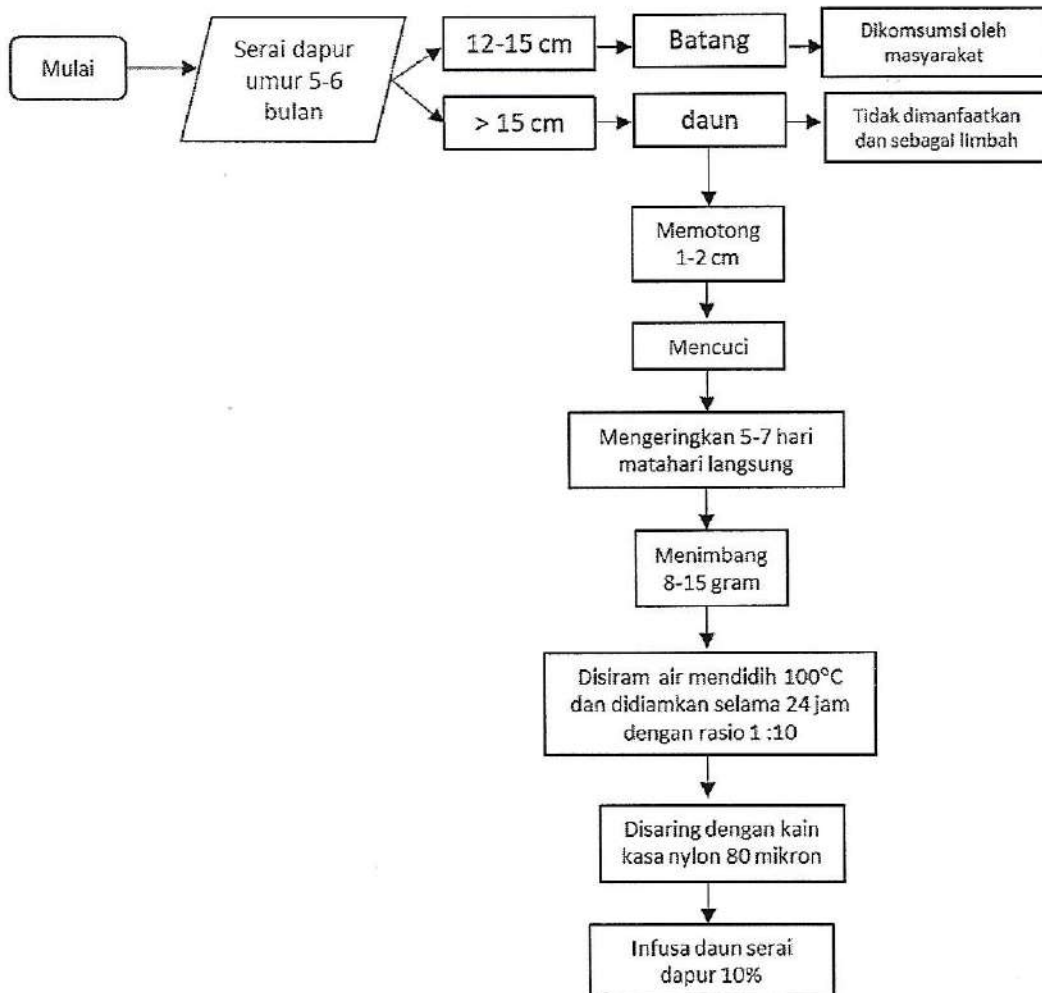 Mulai
Serai dapur
umur 5-6
bulan
12-15 cm
Batang
Dikomsumsi oleh
masyarakat
> 15 cm
daun
Tidak dimanfaatkan
dan sebagai limbah
Memotong
1-2 cm
Mencuci
Mengeringkan 5-7 hari
matahari langsung
Menimbang
8-15 gram
Disiram air mendidih 100°C
dan didiamkan selama 24 jam
dengan rasio 1 :10
Disaring dengan kain
kasa nylon 80 mikron
Infusa daun serai
dapur 10%